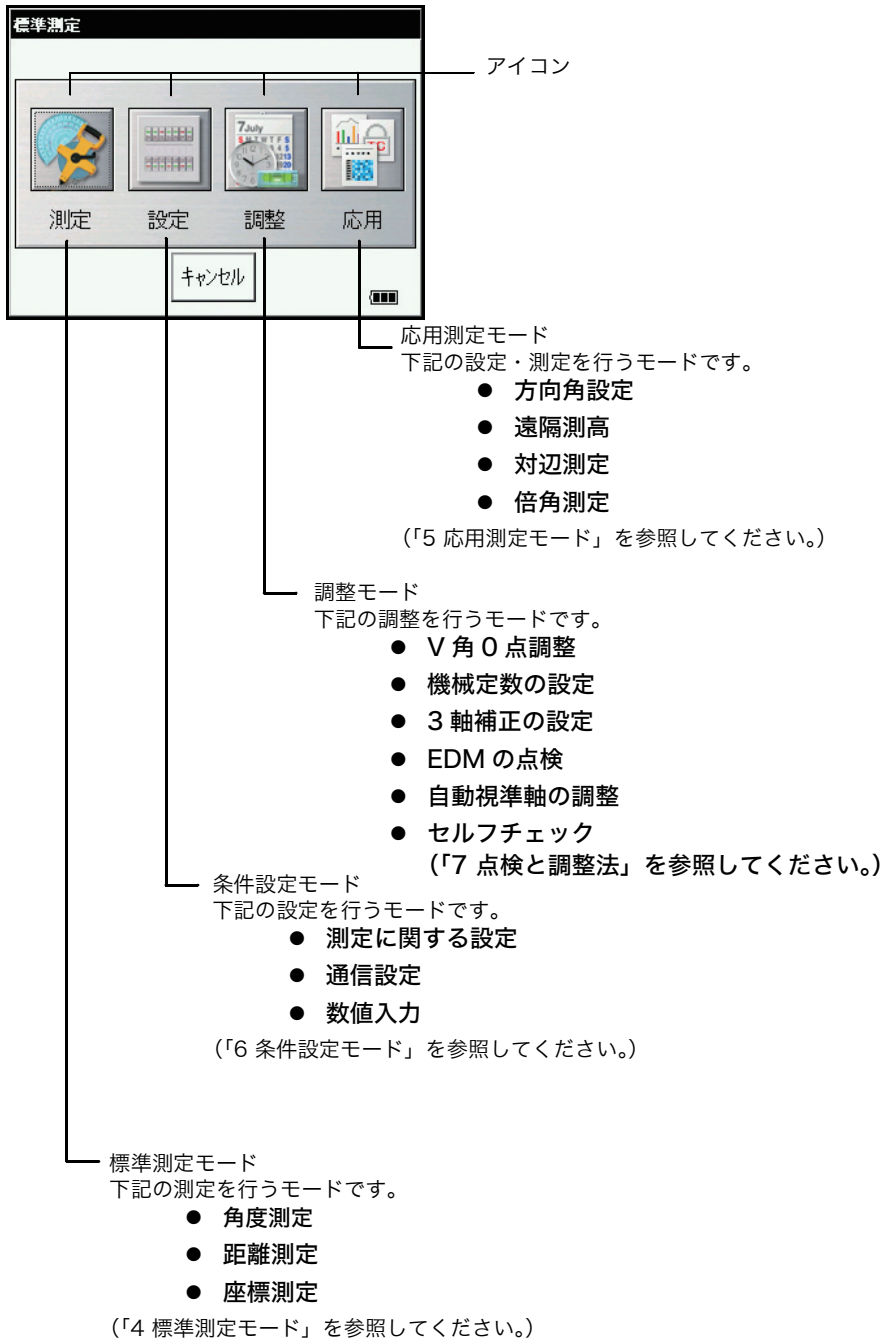 標準測定
アイコン
測定 設定 調整 応用
キャンセル
応用測定モード
下記の設定・測定を行うモードです。
● 方向角設定
● 遠隔測高
● 対辺測定
● 倍角測定
（「5 応用測定モード」を参照してください。）
調整モード
下記の調整を行うモードです。
● V 角 0 点調整
● 機械定数の設定
● 3 軸補正の設定
● EDM の点検
● 自動視準軸の調整
● セルフチェック
（「7 点検と調整法」を参照してください。）
条件設定モード
下記の設定を行うモードです。
● 測定に関する設定
● 通信設定
● 数値入力
（「6 条件設定モード」を参照してください。）
標準測定モード
下記の測定を行うモードです。
● 角度測定
● 距離測定
● 座標測定
（「4 標準測定モード」を参照してください。）